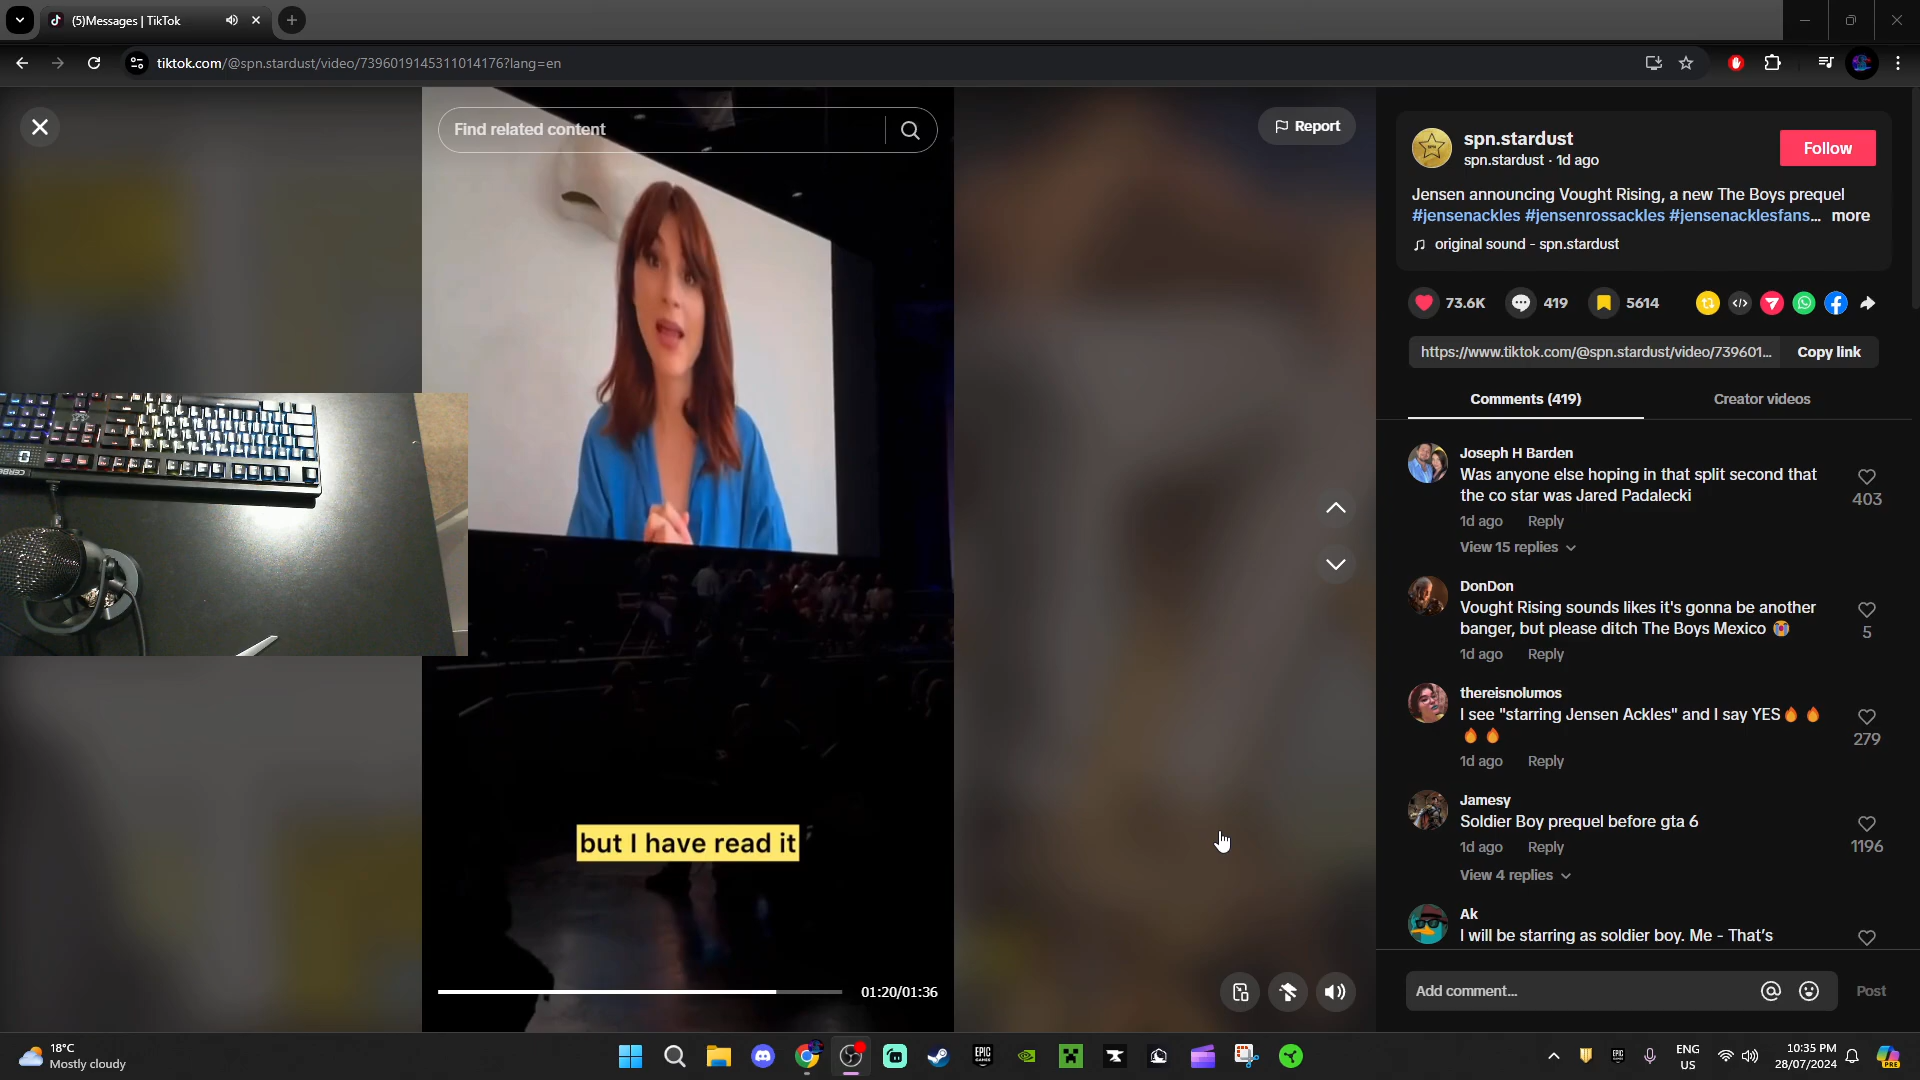 (5)Messages | TikTok
tiktok.com/@spn.stardust/video/7396019145311014176?lang=en
Find related content
Report
spn.stardust
spn.stardust · 1d ago
Follow
Jensen announcing Vought Rising, a new The Boys prequel
#jensenackles #jensenrossackles #jensenacklesfans... more
original sound - spn.stardust
73.6K
419
5614
https://www.tiktok.com/@spn.stardust/video/739601...
Copy link
Comments (419)
Creator videos
Joseph H Barden
Was anyone else hoping in that split second that
the co star was Jared Padalecki
403
1d ago Reply
View 15 replies
DonDon
Vought Rising sounds likes it's gonna be another
banger, but please ditch The Boys Mexico 😭
5
1d ago Reply
thereisnolumos
I see "starring Jensen Ackles" and I say YES🔥🔥
🔥🔥
279
1d ago Reply
Jamesy
Soldier Boy prequel before gta 6
1196
1d ago Reply
View 4 replies
Ak
I will be starring as soldier boy. Me - That's
but I have read it
01:20/01:36
Add comment...
Post
18°C
Mostly cloudy
EPIC
GAMES
ENG
US
10:35 PM
28/07/2024
PRE